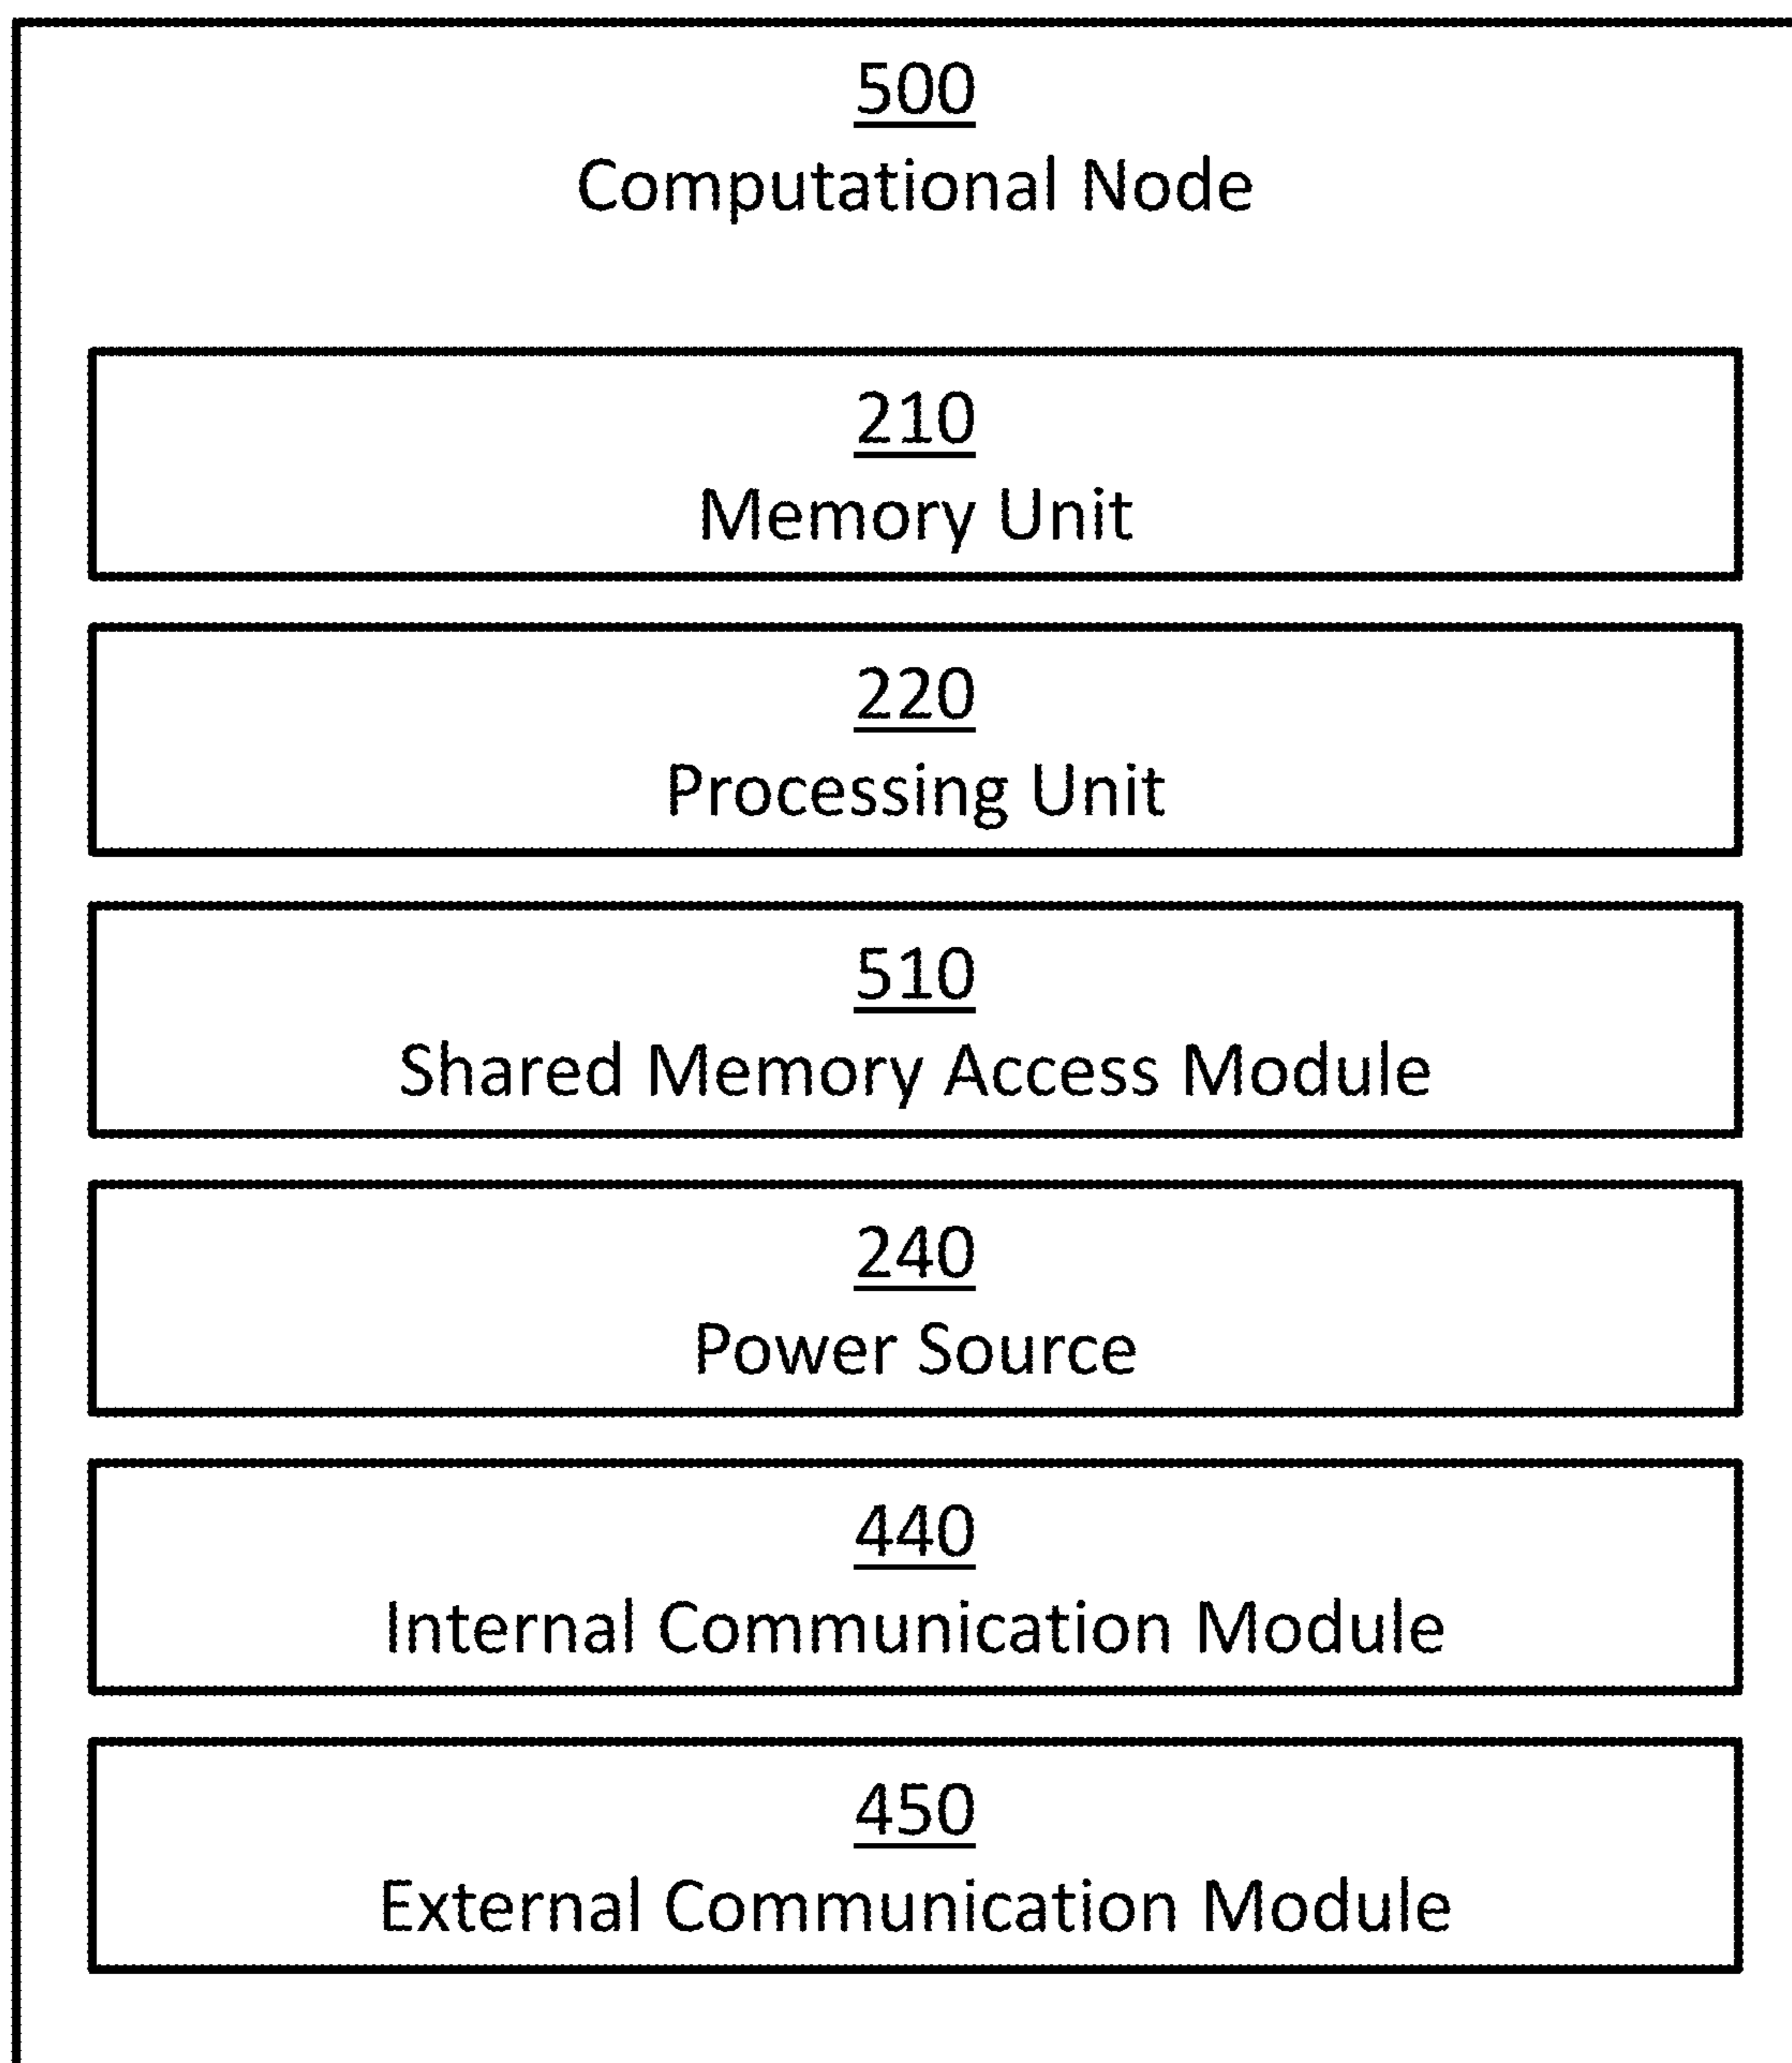 500
Computational Node
210
Memory Unit
220
Processing Unit
510
Shared Memory Access Module
240
Power Source
440
Internal Communication Module
450
External Communication Module